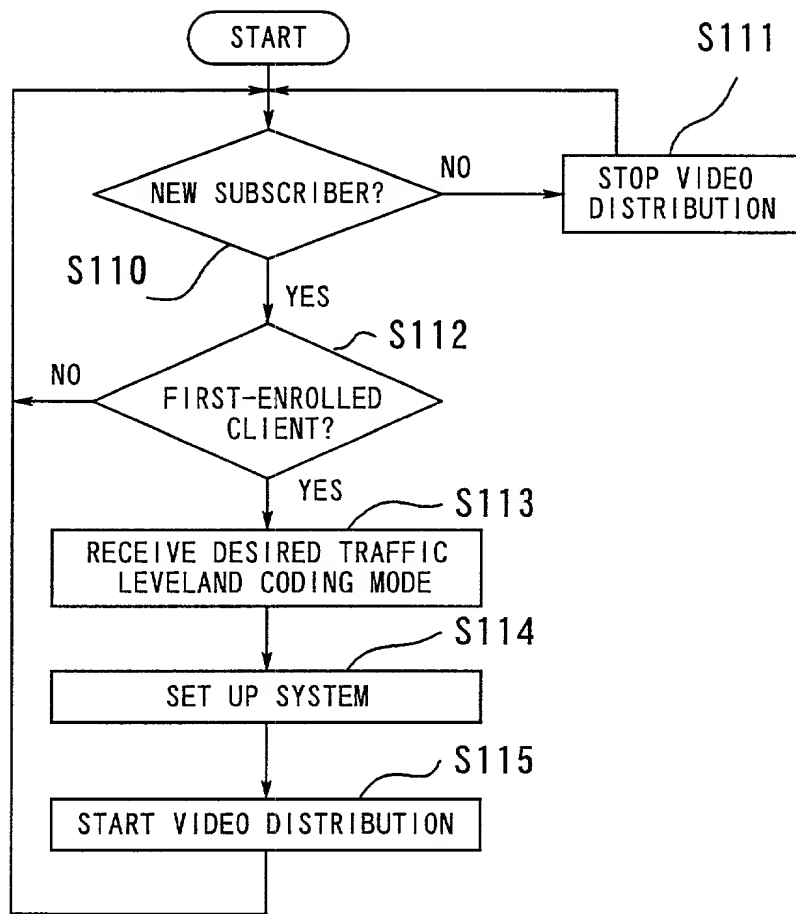 START
S111
NEW SUBSCRIBER?
NO
STOP VIDEO
DISTRIBUTION
S110
YES
S112
NO
FIRST-ENROLLED
CLIENT?
YES
S113
RECEIVE DESIRED TRAFFIC
LEVELAND CODING MODE
S114
SET UP SYSTEM
S115
START VIDEO DISTRIBUTION